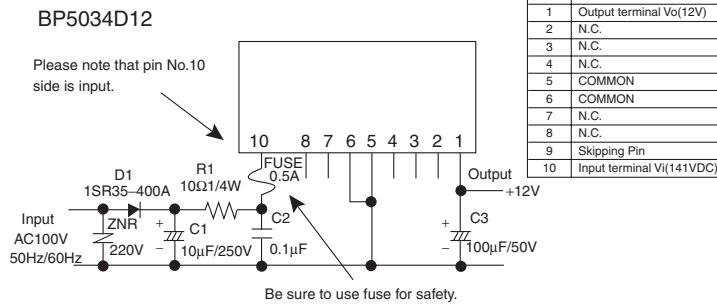 BP5034D12
Please note that pin No.10
side is input.
10 8 7 6 5 4 3 2 1
FUSE
0.5A
D1
1SR35–400A
R1
10Ω1/4W
Output
+12V
Input
AC100V
50Hz/60Hz
ZNR
220V
+
–
C1
10μF/250V
C2
0.1μF
+
–
C3
100μF/50V
Be sure to use fuse for safety.
1 Output terminal Vo(12V)
2 N.C.
3 N.C.
4 N.C.
5 COMMON
6 COMMON
7 N.C.
8 N.C.
9 Skipping Pin
10 Input terminal Vi(141VDC)